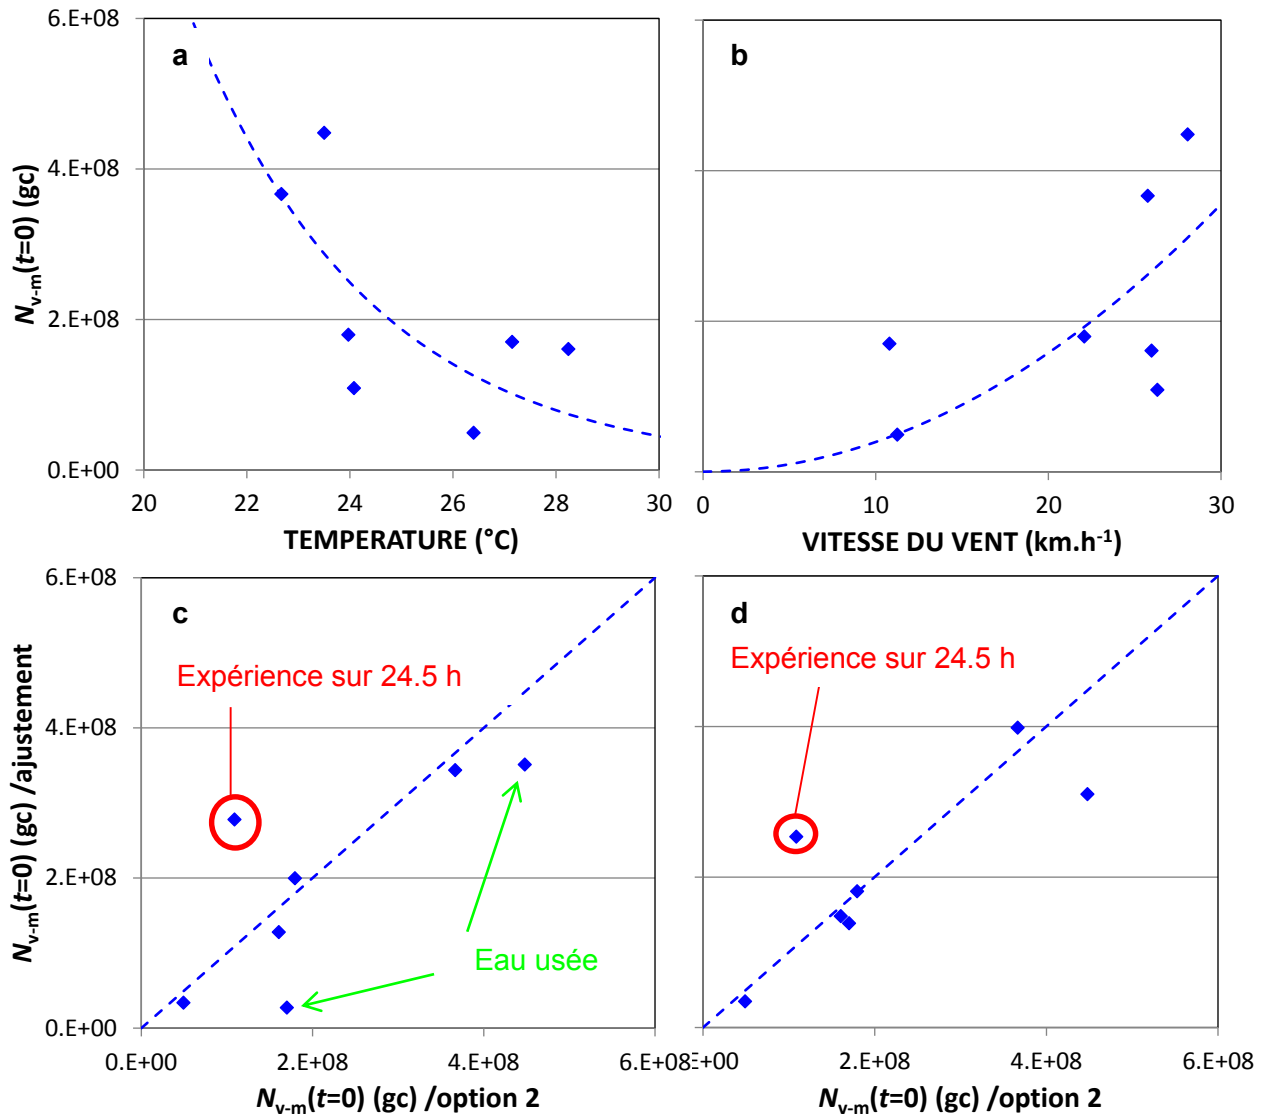 6.E+08
4.E+08
2.E+08
0.E+00
N_v-m(t=0) (gc)
a
20 22 24 26 28 30
TEMPERATURE (°C)
b
0 10 20 30
VITESSE DU VENT (km.h⁻¹)
6.E+08
4.E+08
2.E+08
0.E+00
N_v-m(t=0) (gc) /ajustement
c
Expérience sur 24.5 h
Eau usée
0.E+00 2.E+08 4.E+08 6.E+08
N_v-m(t=0) (gc) /option 2
d
Expérience sur 24.5 h
E+00 2.E+08 4.E+08 6.E+08
N_v-m(t=0) (gc) /option 2